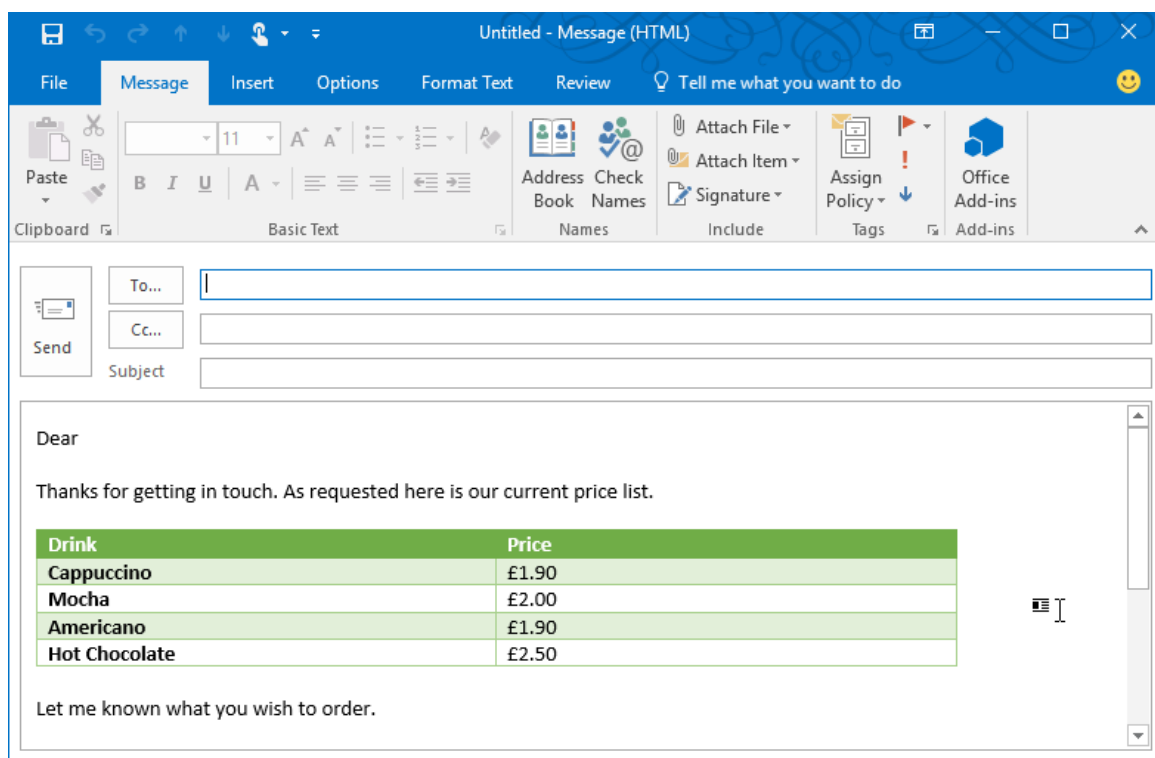 Untitled - Message (HTML)
File Message Insert Options Format Text Review Tell me what you want to do
Paste
Clipboard
11
B I U A
Basic Text
Address Book
Check Names
Names
Attach File
Attach Item
Signature
Include
Assign Policy
Tags
Office Add-ins
Add-ins
Send
To...
Cc...
Subject
Dear
Thanks for getting in touch. As requested here is our current price list.
Drink Price
Cappuccino £1.90
Mocha £2.00
Americano £1.90
Hot Chocolate £2.50
Let me known what you wish to order.